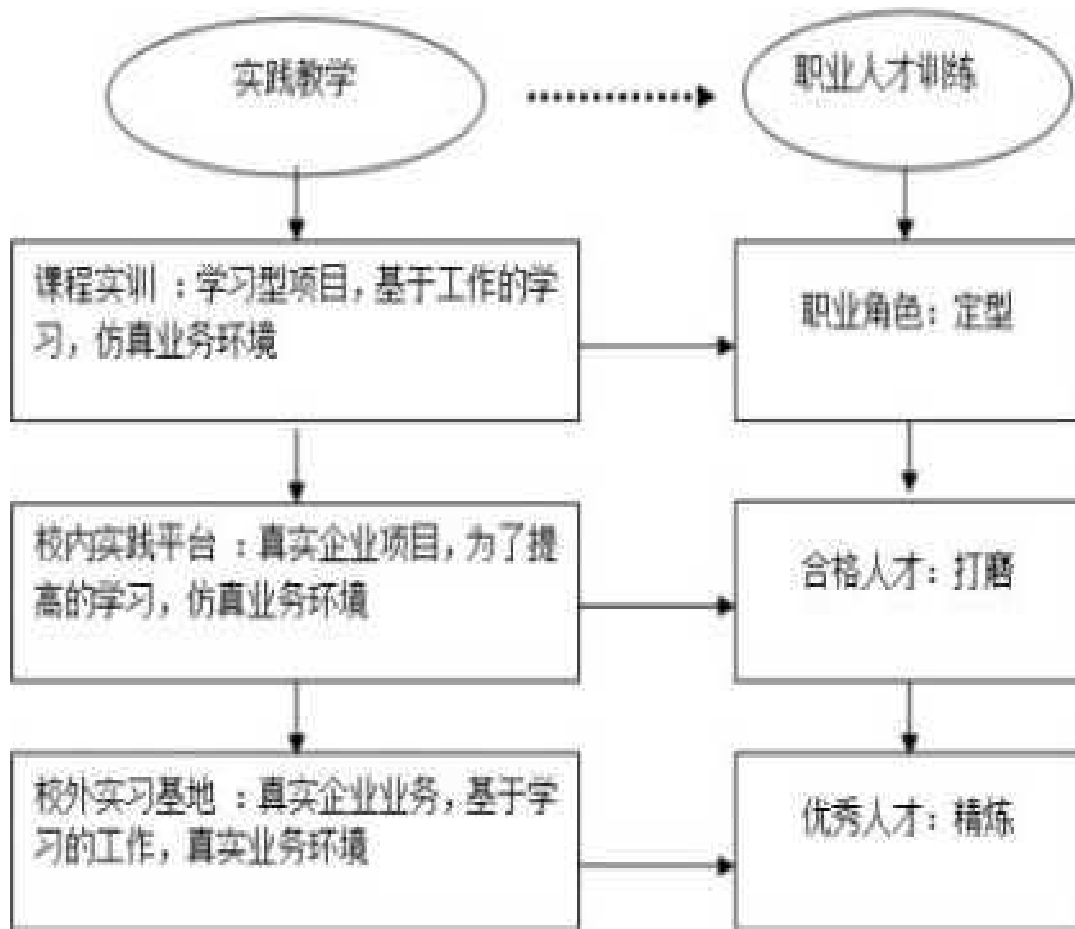 实践教学
职业人才训练
课程实训 ：学习型项目，基于工作的学
习，仿真业务环境
职业角色：定型
校内实践平台 ：真实企业项目，为了提
高的学习，仿真业务环境
合格人才：打磨
校外实习基地 ：真实企业业务，基于学
习的工作，真实业务环境
优秀人才：精炼